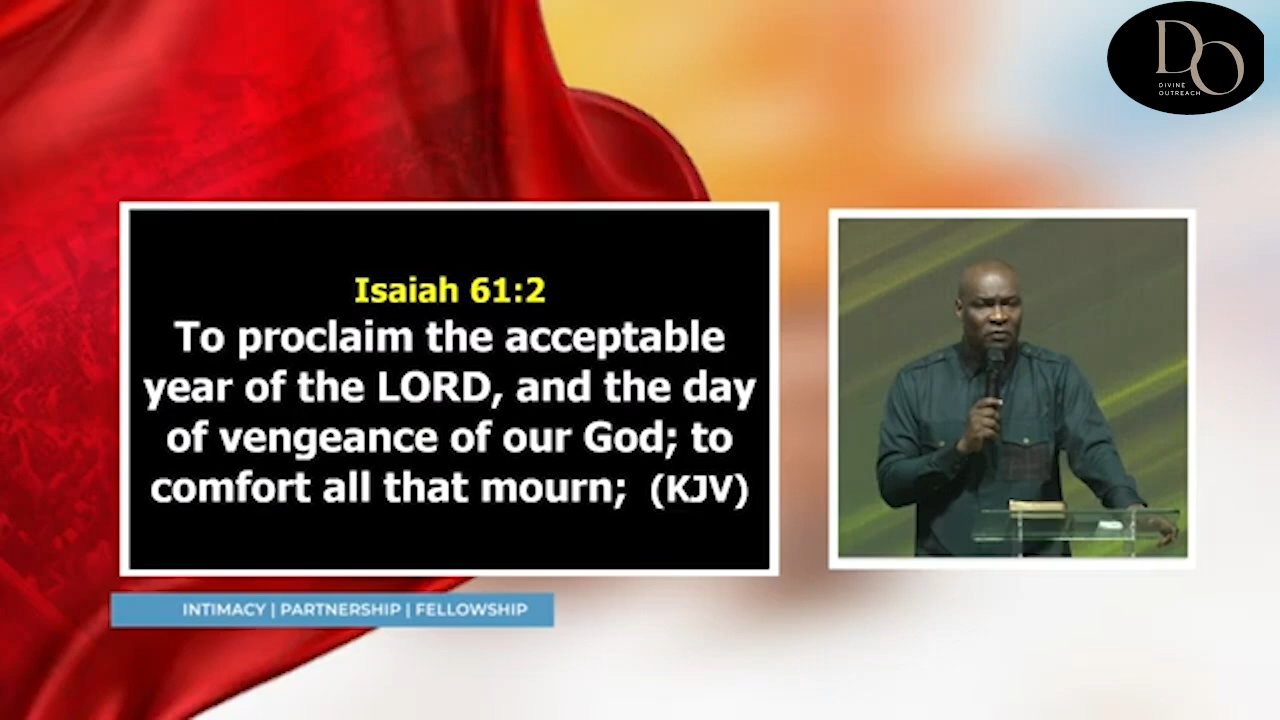 DO
DIVINE
OUTREACH
Isaiah 61:2
To proclaim the acceptable
year of the LORD, and the day
of vengeance of our God; to
comfort all that mourn; (KJV)
INTIMACY | PARTNERSHIP | FELLOWSHIP